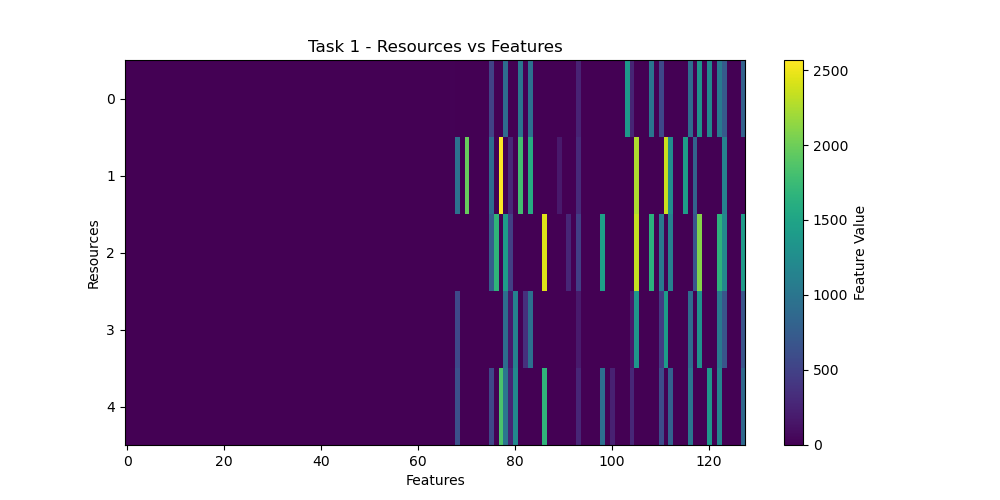 Task 1 - Resources vs Features
Resources
0
1
2
3
4
0 20 40 60 80 100 120
Features
2500
2000
1500
1000
500
0
Feature Value